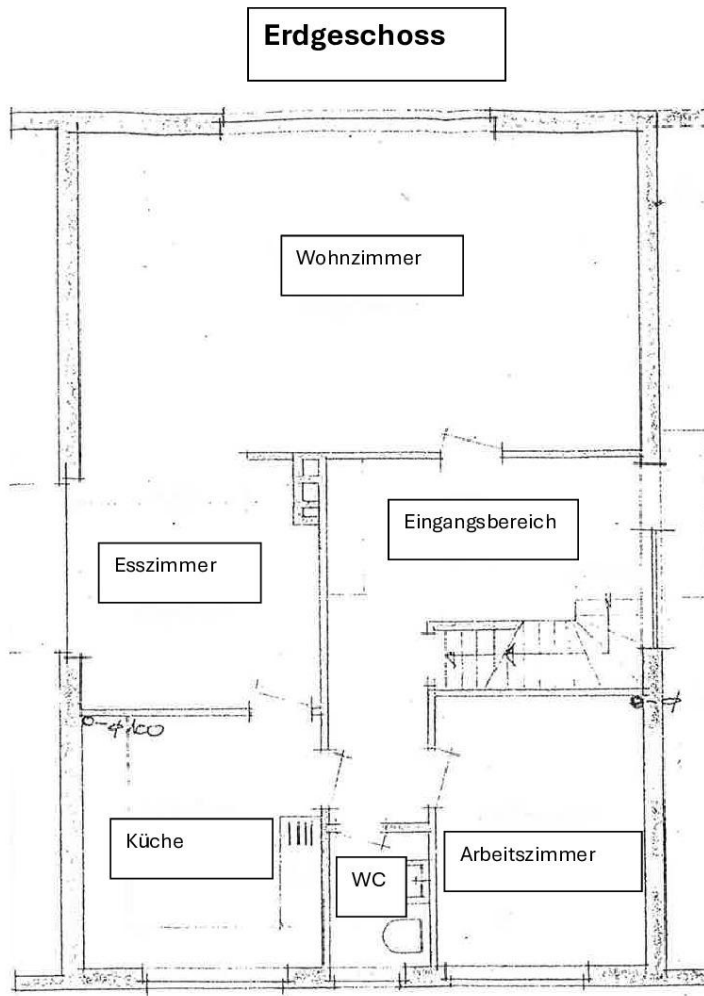 Erdgeschoss
Wohnzimmer
Eingangsbereich
Esszimmer
Küche
WC
Arbeitszimmer